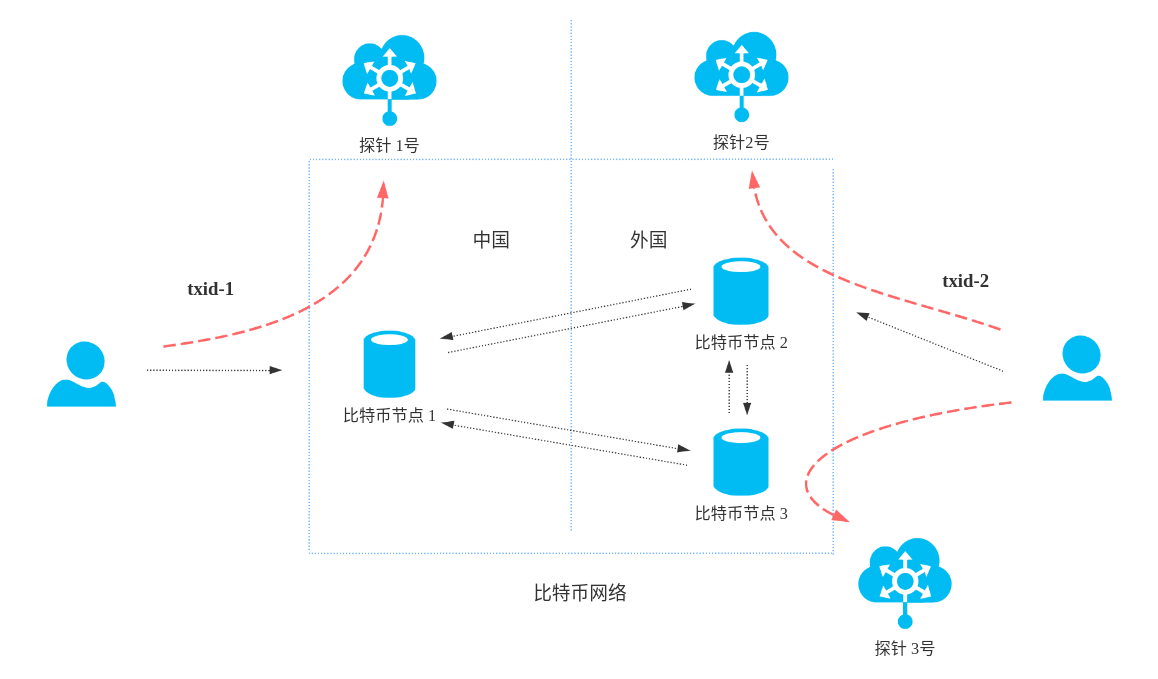 探针 1号
探针2号
中国
外国
txid-1
txid-2
比特币节点 2
比特币节点 1
比特币节点 3
比特币网络
探针 3号